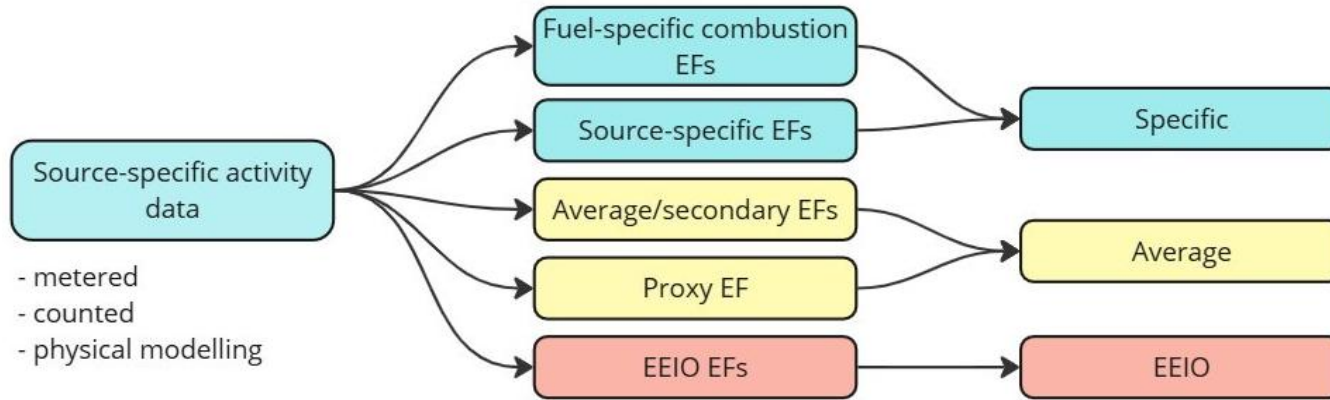 Fuel-specific combustion
EFs
Source-specific EFs
Specific
Source-specific activity
data
Average/secondary EFs
Average
Proxy EF
- metered
- counted
- physical modelling
EEIO EFs
EEIO